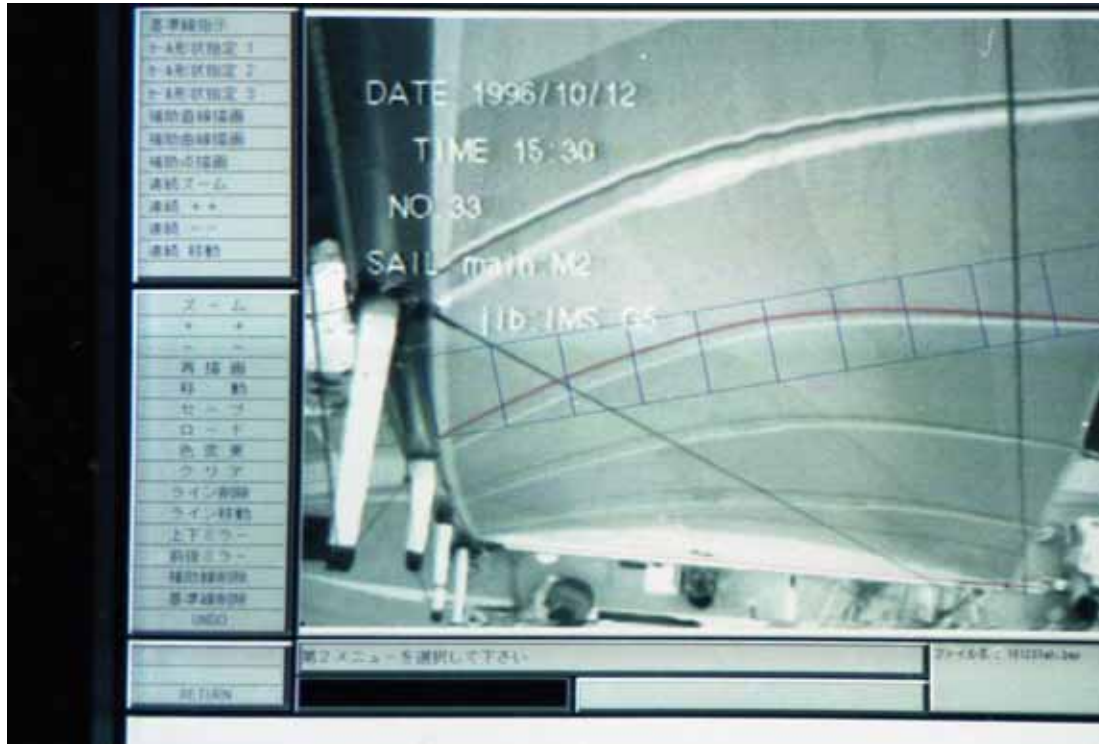 基準線指示
セール形状指定 1
セール形状指定 2
セール形状指定 3
補助直線描画
補助曲線描画
補助点描画
連続ズーム
連続 ++
連続 --
連続 移動
ズーム
+ +
- -
再描画
移 動
セーブ
ロード
色変更
クリア
ライン削除
ライン移動
上下ミラー
前後ミラー
補助線削除
基準線削除
UNDO
RETURN
DATE 1996/10/12
TIME 15:30
NO.33
SAIL main:M2
jib:IMS G5
第2メニューを選択して下さい
ファイル名 :